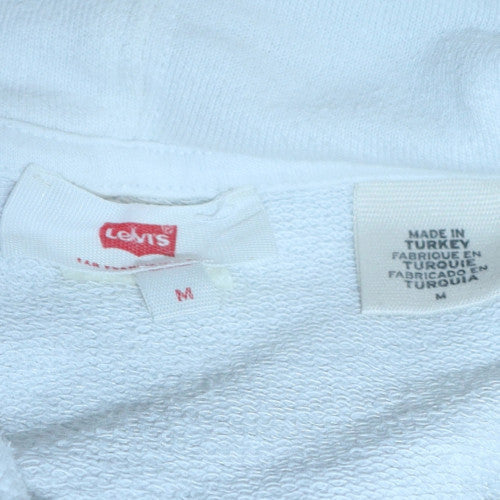 Levi's
M
MADE IN
TURKEY
FABRIQUE EN
TURQUIE
FABRICADO EN
TURQUIA
M